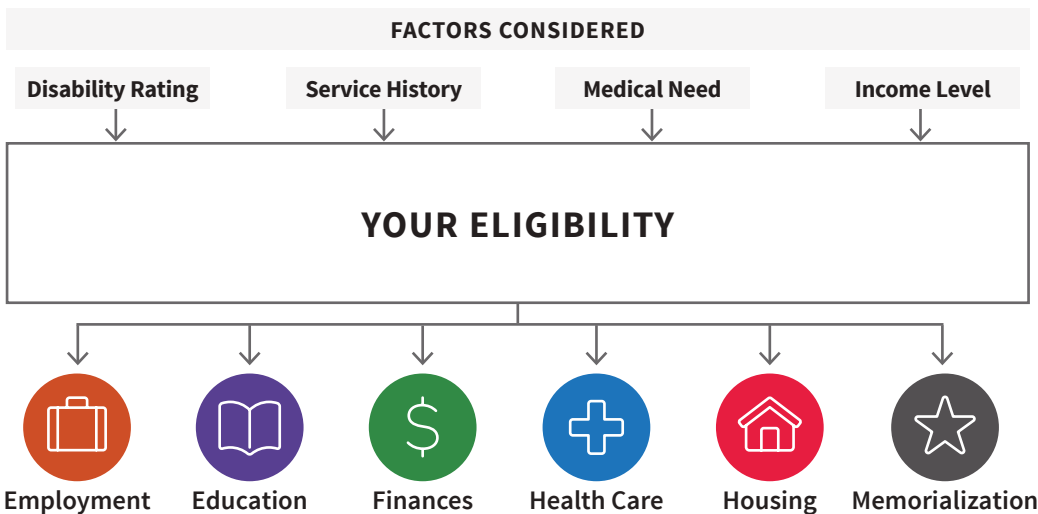 FACTORS CONSIDERED
Disability Rating
Service History
Medical Need
Income Level
YOUR ELIGIBILITY
$
Employment
Education
Finances
Health Care
Housing
Memorialization